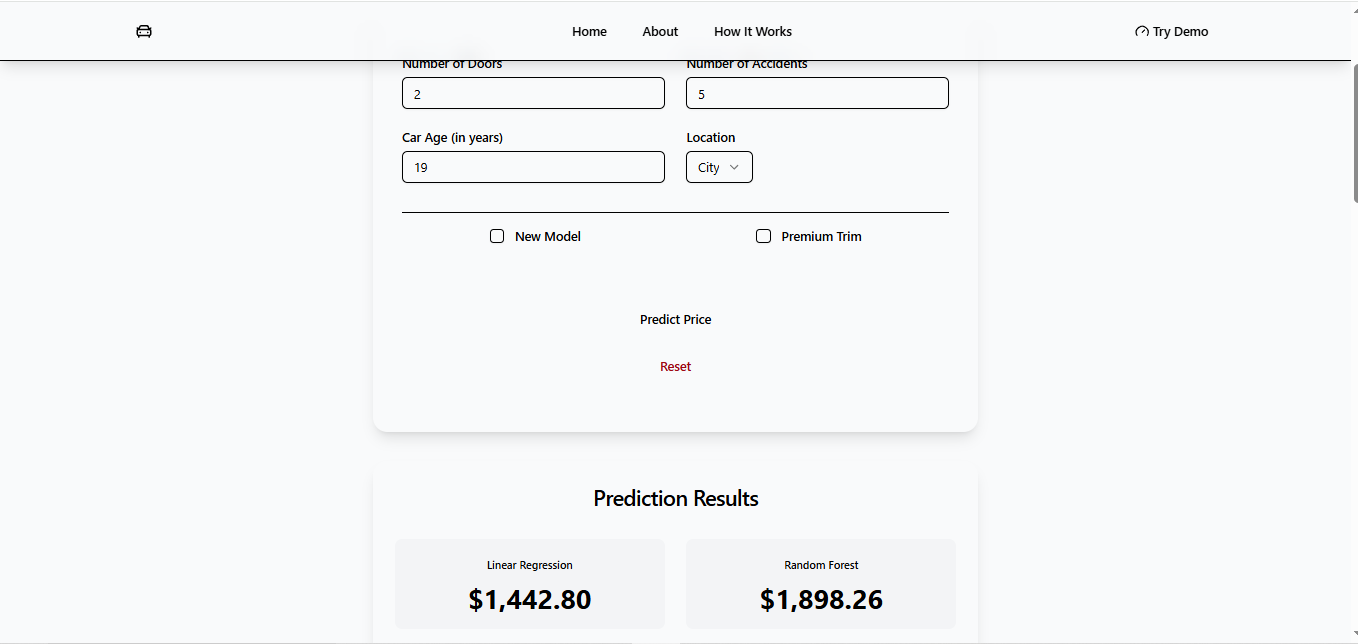 Home About How It Works Try Demo
Number of Doors Number of Accidents
2 5
Car Age (in years) Location
19 City
New Model Premium Trim
Predict Price
Reset
Prediction Results
Linear Regression Random Forest
$1,442.80 $1,898.26